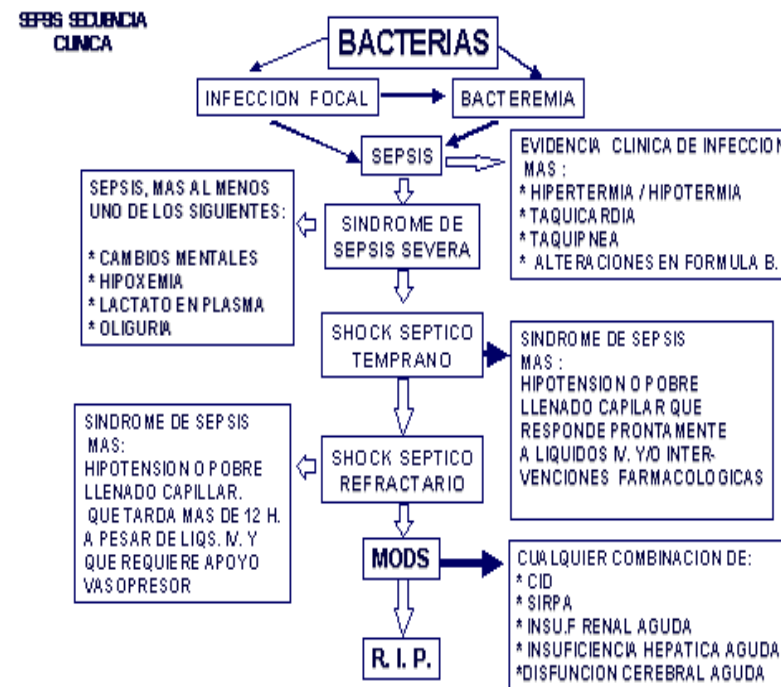 SEPSIS SECUENCIA
CLINICA
BACTERIAS
INFECCION FOCAL
BACTEREMIA
SEPSIS
EVIDENCIA CLINICA DE INFECCION
MAS :
* HIPERTERMIA / HIPOTERMIA
* TAQUICARDIA
* TAQUIPNEA
* ALTERACIONES EN FORMULA B.
SEPSIS, MAS AL MENOS
UNO DE LOS SIGUIENTES:
* CAMBIOS MENTALES
* HIPOXEMIA
* LACTATO EN PLASMA
* OLIGURIA
SINDROME DE
SEPSIS SEVERA
SHOCK SEPTICO
TEMPRANO
SINDROME DE SEPSIS
MAS :
HIPOTENSION O POBRE
LLENADO CAPILAR QUE
RESPONDE PRONTAMENTE
A LIQUIDOS IV. Y/O INTER-
VENCIONES FARMACOLOGICAS
SINDROME DE SEPSIS
MAS:
HIPOTENSION O POBRE
LLENADO CAPILLAR.
QUE TARDA MAS DE 12 H.
A PESAR DE LIQS. IV. Y
QUE REQUIERE APOYO
VASOPRESOR
SHOCK SEPTICO
REFRACTARIO
MODS
CUALQUIER COMBINACION DE:
* CID
* SIRPA
* INSU.F RENAL AGUDA
* INSUFICIENCIA HEPATICA AGUDA
*DISFUNCION CEREBRAL AGUDA
R. I. P.